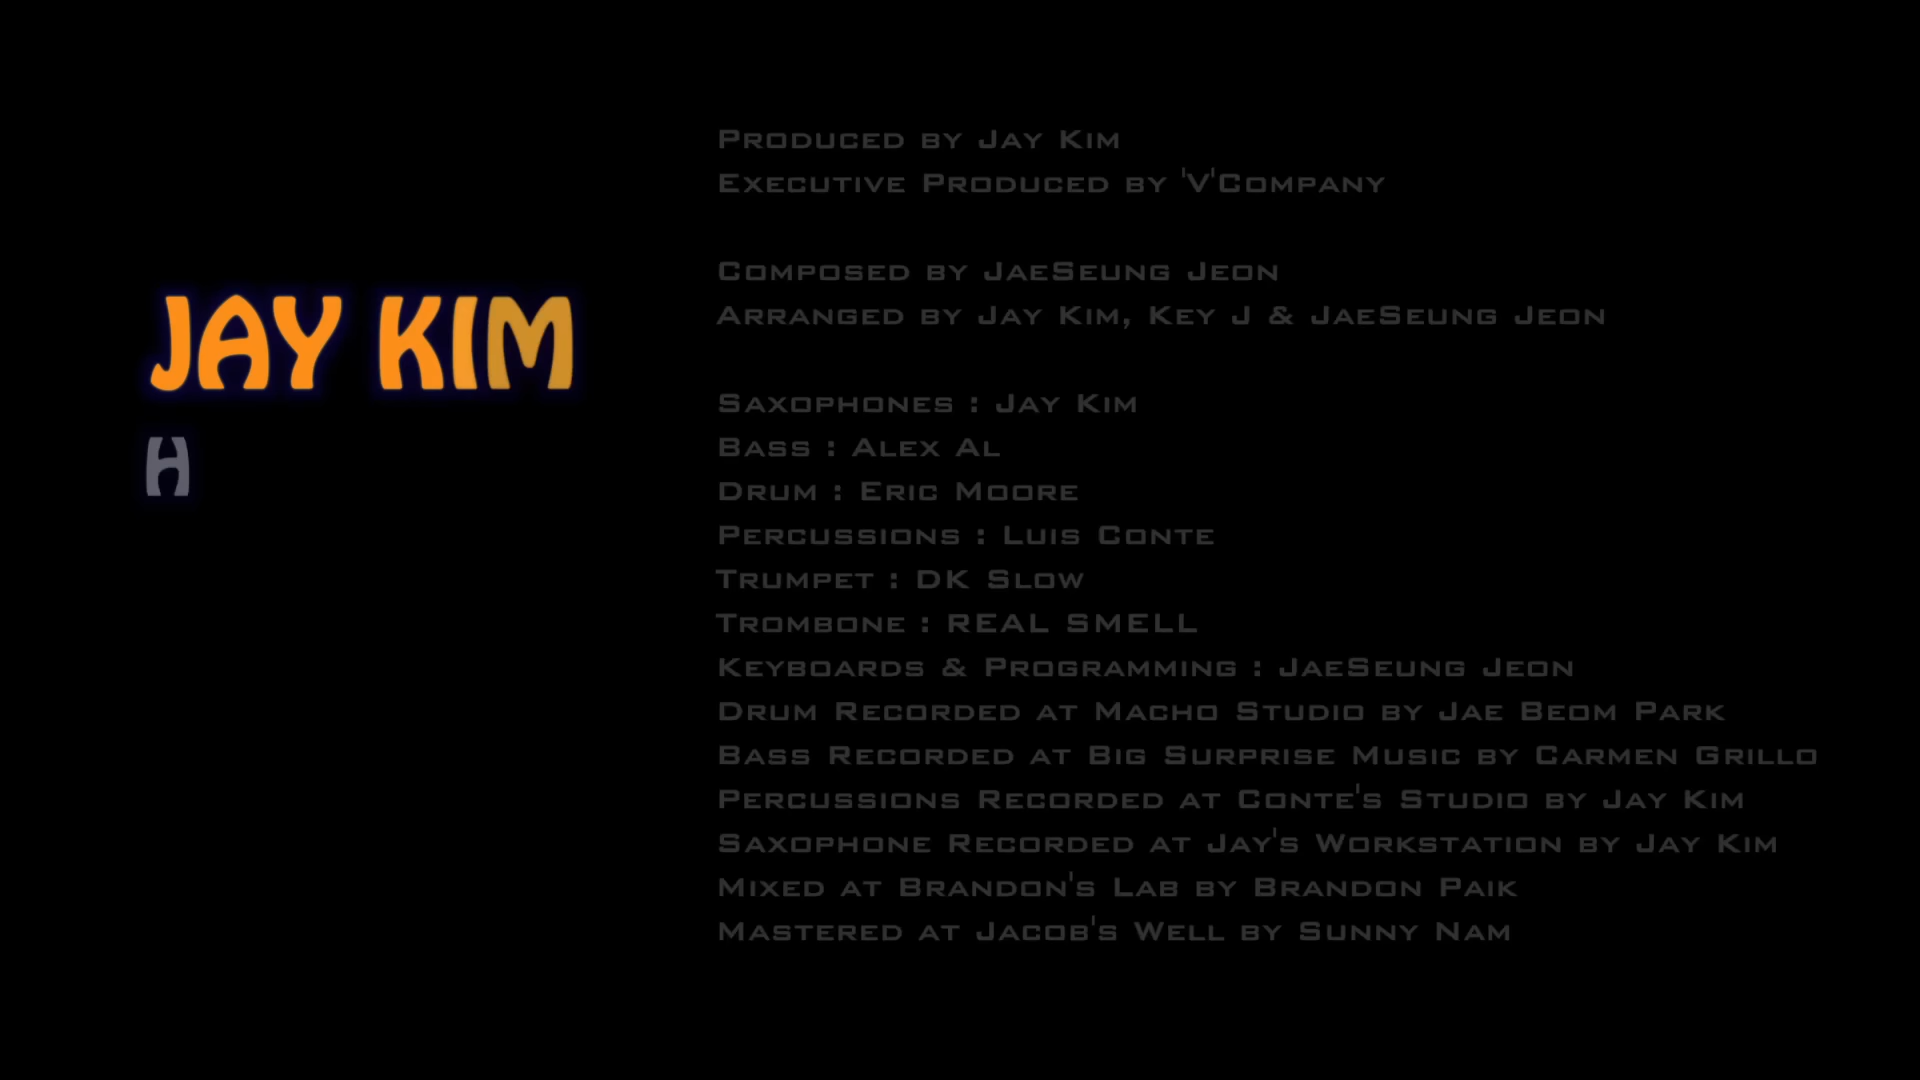 JAY KIM
H
Produced by Jay Kim
Executive Produced by 'V'Company
Composed by JaeSeung Jeon
Arranged by Jay Kim, Key J & JaeSeung Jeon
Saxophones : Jay Kim
Bass : Alex Al
Drum : Eric Moore
Percussions : Luis Conte
Trumpet : DK Slow
Trombone : REAL SMELL
Keyboards & Programming : JaeSeung Jeon
Drum Recorded at Macho Studio by Jae Beom Park
Bass Recorded at Big Surprise Music by Carmen Grillo
Percussions Recorded at Conte's Studio by Jay Kim
Saxophone Recorded at Jay's Workstation by Jay Kim
Mixed at Brandon's Lab by Brandon Paik
Mastered at Jacob's Well by Sunny Nam